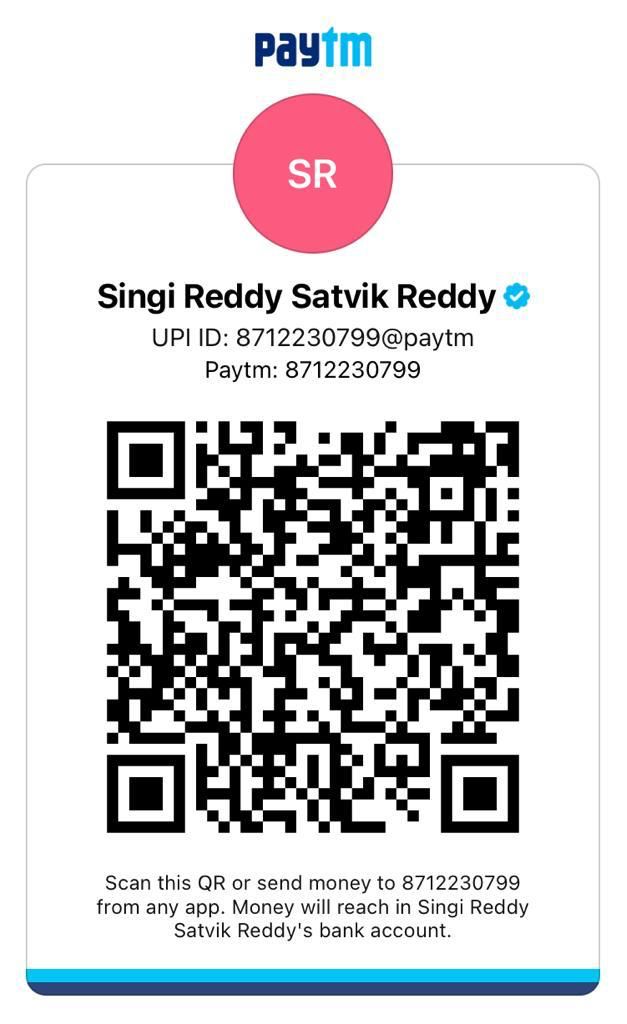 paytm
SR
Singi Reddy Satvik Reddy
UPI ID: 8712230799@paytm
Paytm: 8712230799
Scan this QR or send money to 8712230799
from any app. Money will reach in Singi Reddy
Satvik Reddy's bank account.